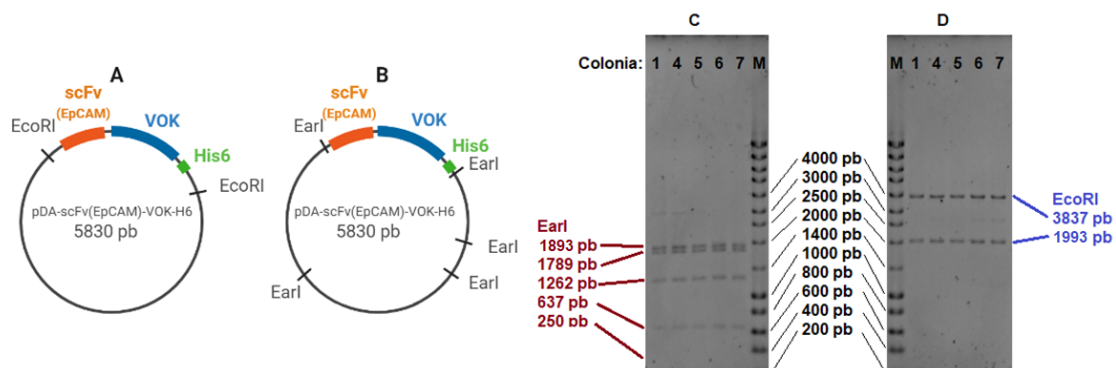 A
scFv
(EpCAM)
VOK
EcoRI
His6
EcoRI
pDA-scFv(EpCAM)-VOK-H6
5830 pb
B
scFv
(EpCAM)
VOK
EarI
His6
EarI
pDA-scFv(EpCAM)-VOK-H6
5830 pb
EarI
EarI
EarI
C
Colonia: 1 4 5 6 7 M
EarI
1893 pb
1789 pb
1262 pb
637 pb
250 pb
4000 pb
3000 pb
2500 pb
2000 pb
1400 pb
1000 pb
800 pb
600 pb
400 pb
200 pb
D
M 1 4 5 6 7
EcoRI
3837 pb
1993 pb